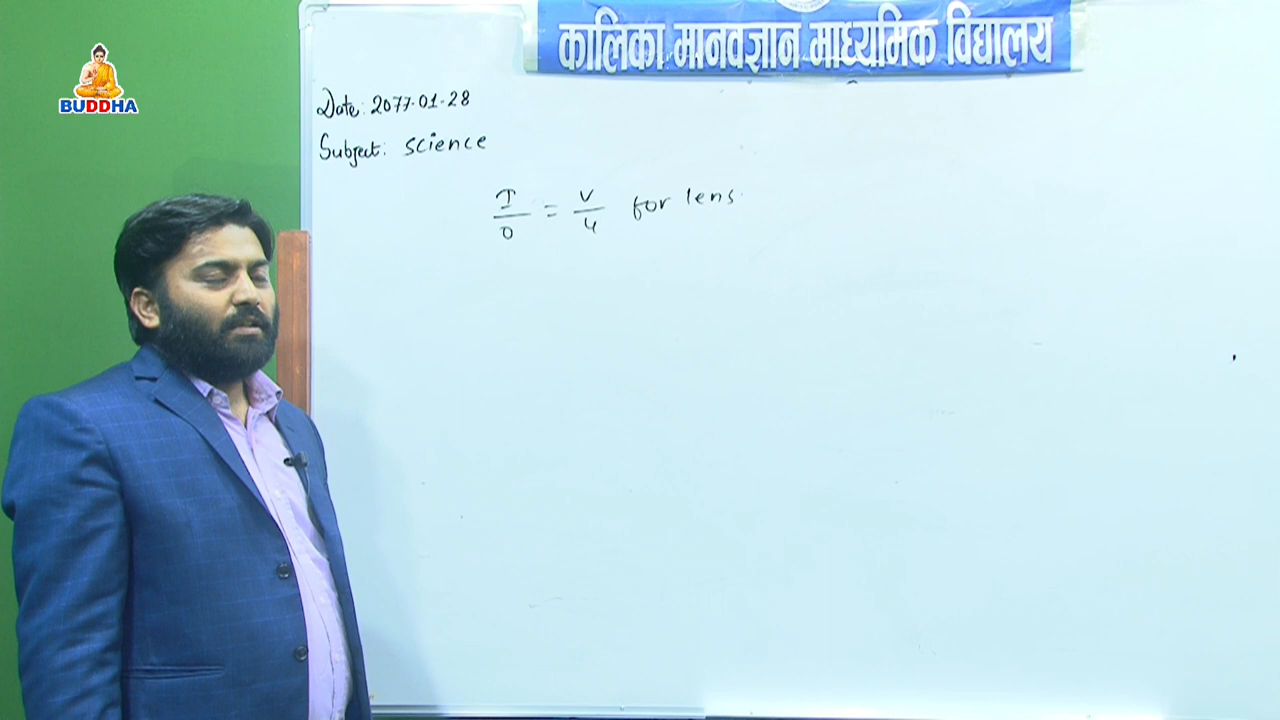 BUDDHA
कालिका मानवज्ञान माध्यमिक विद्यालय
Date: 2077-01-28
Subject: science
I/O = V/u for lens